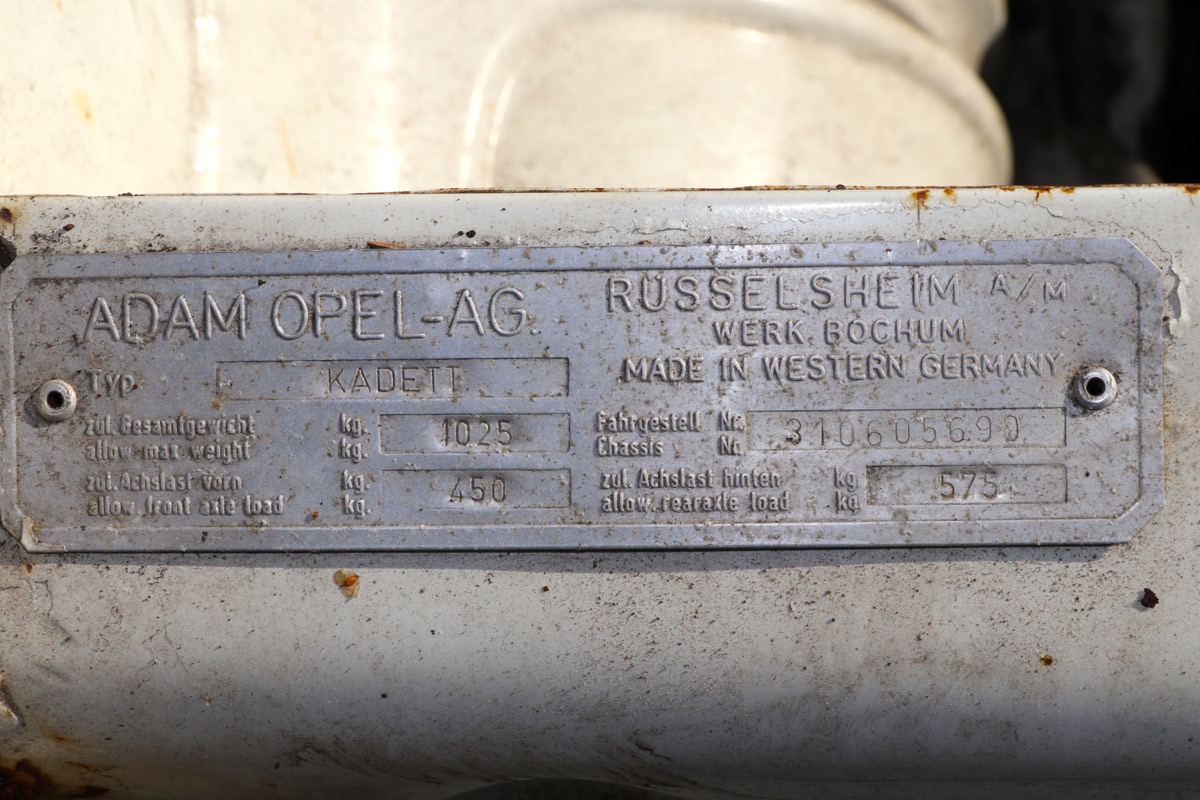 ADAM OPEL-AG.
RÜSSELSHEIM A/M
WERK BOCHUM
MADE IN WESTERN GERMANY
Typ KADETT
zul. Gesamtgewicht kg. 1025
allow. max. weight kg.
Fahrgestell Nr. 310605690
Chassis No
zul. Achslast vorn kg. 450
allow. front axle load kg.
zul. Achslast hinten kg 575
allow. rear axle load kg.